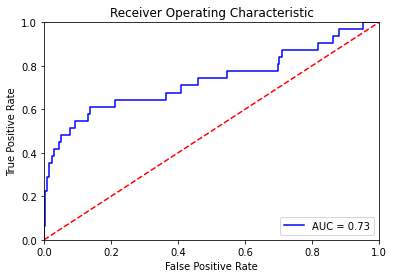 Receiver Operating Characteristic
1.0
0.8
0.6
0.4
0.2
0.0
True Positive Rate
AUC = 0.73
0.0 0.2 0.4 0.6 0.8 1.0
False Positive Rate